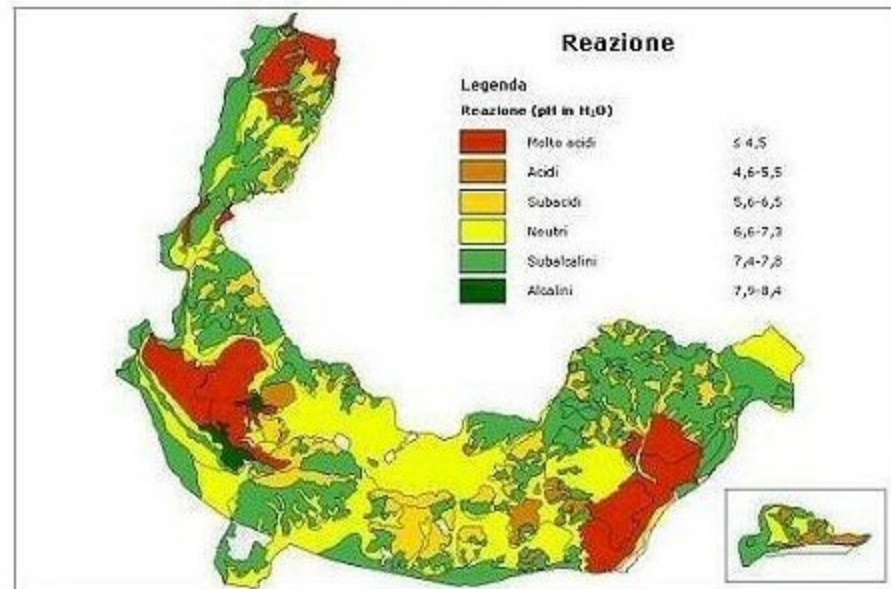 Reazione
Legenda
Reazione (pH in H₂O)
Molto acidi ≤ 4,5
Acidi 4,6-5,5
Subacidi 5,6-6,5
Neutri 6,6-7,3
Subalcalini 7,4-7,8
Alcalini 7,9-8,4